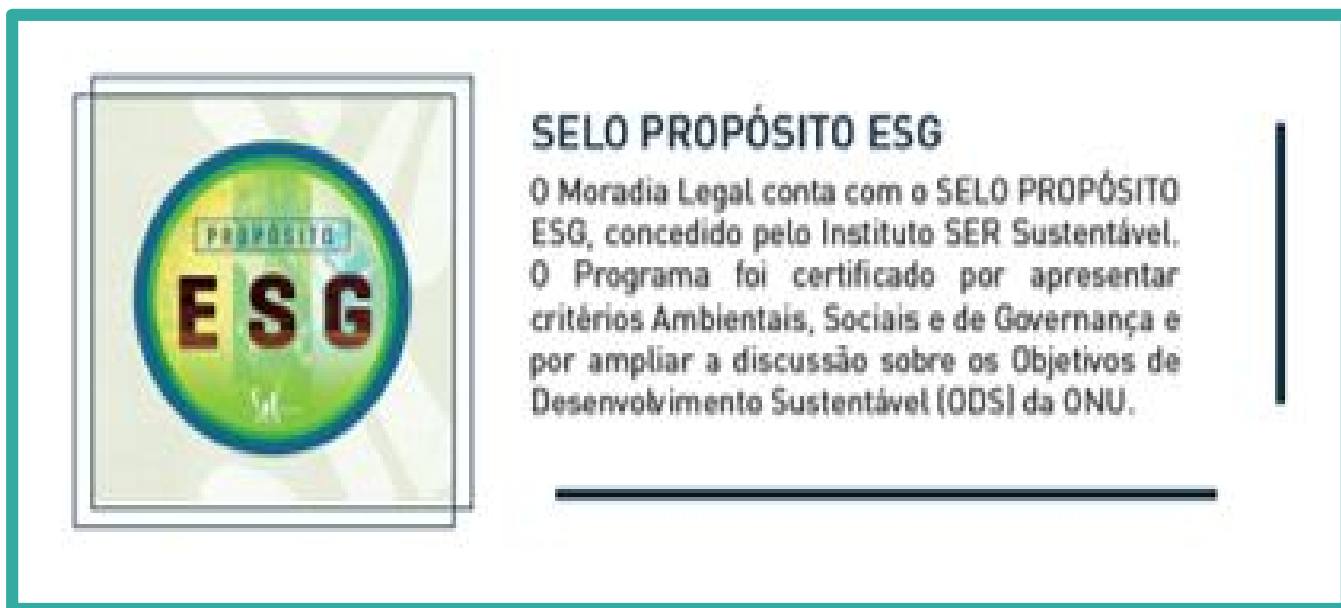 PROPÓSITO
ESG
SELO PROPÓSITO ESG
O Moradia Legal conta com o SELO PROPÓSITO
ESG, concedido pelo Instituto SER Sustentável.
O Programa foi certificado por apresentar
critérios Ambientais, Sociais e de Governança e
por ampliar a discussão sobre os Objetivos de
Desenvolvimento Sustentável (ODS) da ONU.